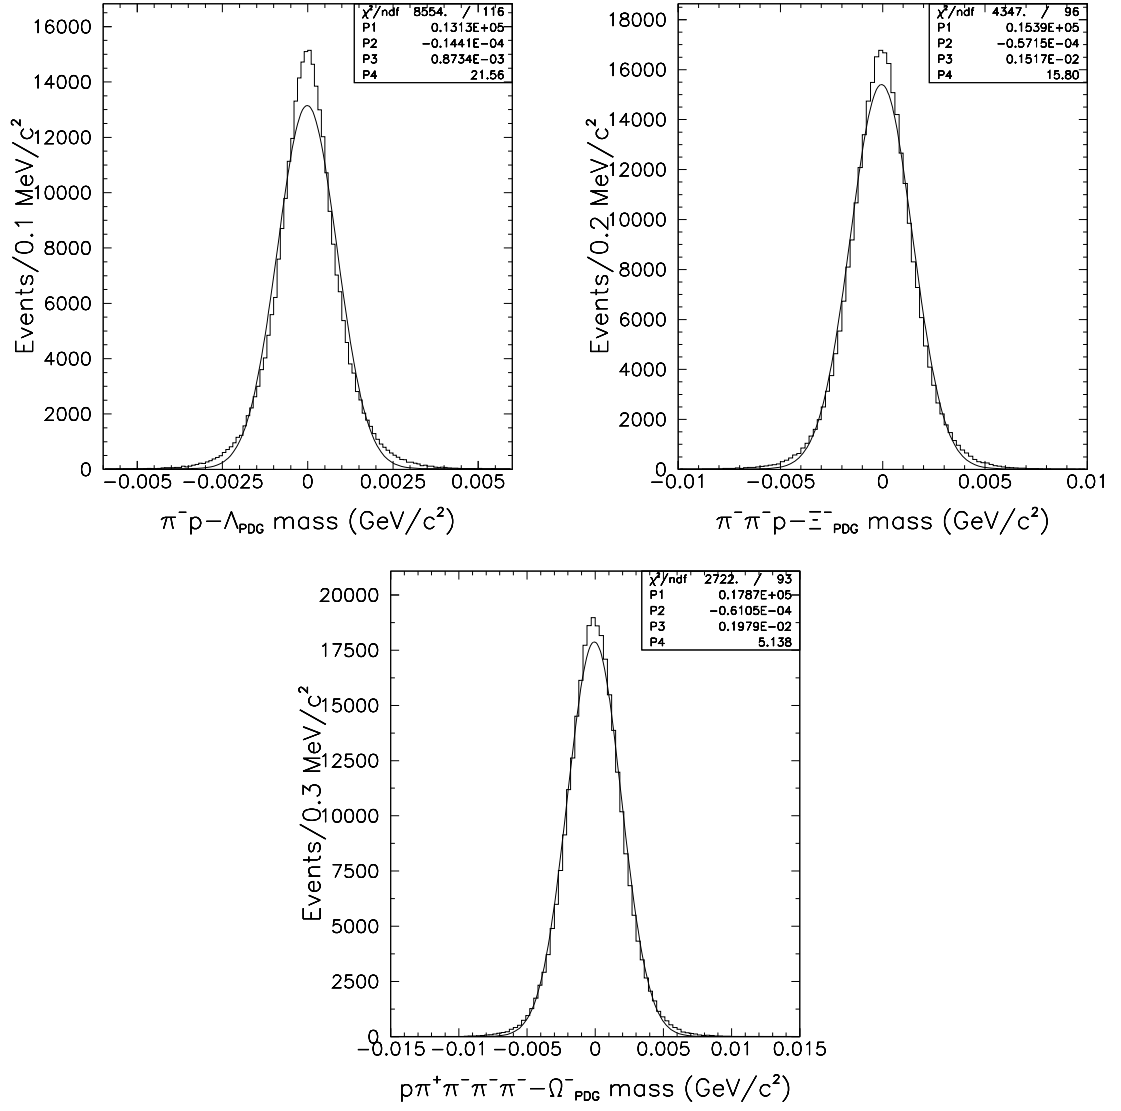 χ²/ndf 8554. / 116
P1 0.1313E+05
P2 -0.1441E-04
P3 0.8734E-03
P4 21.56
Events/0.1 MeV/c²
16000
14000
12000
10000
8000
6000
4000
2000
0
−0.005 −0.0025 0 0.0025 0.005
π⁻p−Λ_PDG mass (GeV/c²)
χ²/ndf 4347. / 96
P1 0.1539E+05
P2 -0.5715E-04
P3 0.1517E-02
P4 15.80
Events/0.2 MeV/c²
18000
16000
14000
12000
10000
8000
6000
4000
2000
0
−0.01 −0.005 0 0.005 0.01
π⁻π⁻p−Ξ⁻_PDG mass (GeV/c²)
χ²/ndf 2722. / 93
P1 0.1787E+05
P2 -0.6105E-04
P3 0.1979E-02
P4 5.138
Events/0.3 MeV/c²
20000
17500
15000
12500
10000
7500
5000
2500
0
−0.015 −0.01 −0.005 0 0.005 0.01 0.015
pπ⁺π⁻π⁻π⁻−Ω⁻_PDG mass (GeV/c²)